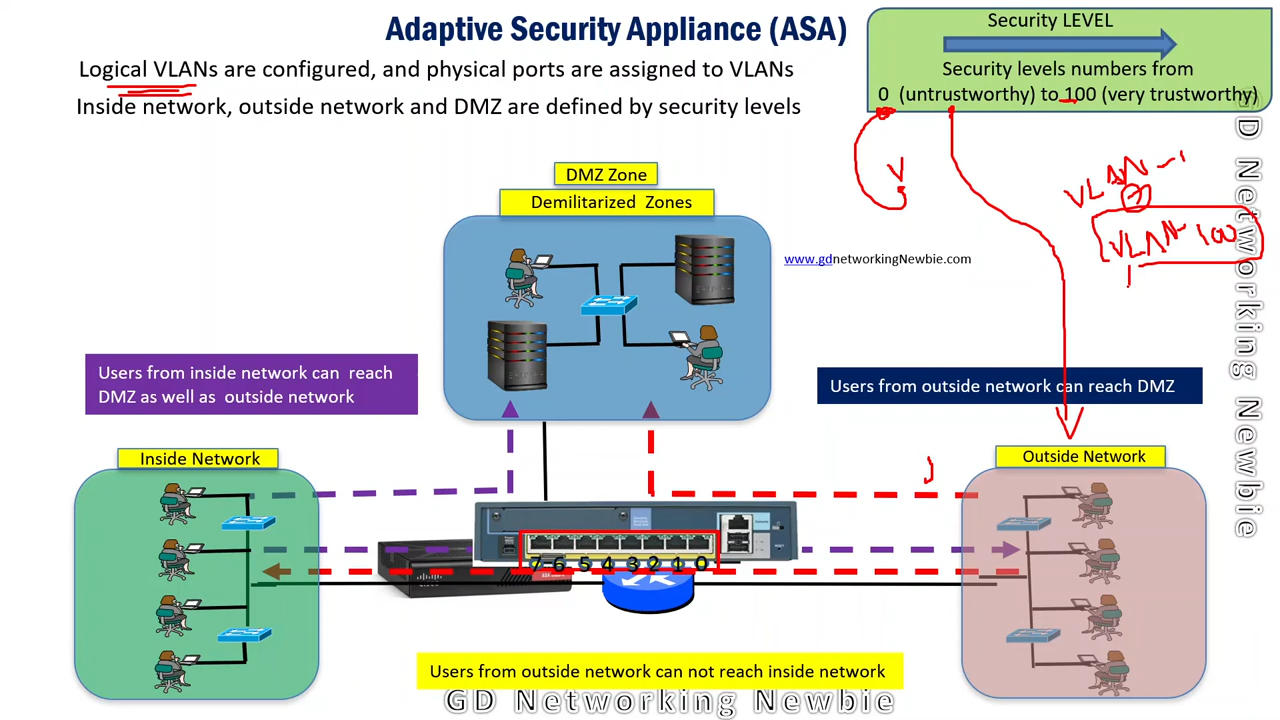 Adaptive Security Appliance (ASA)
Logical VLANs are configured, and physical ports are assigned to VLANs
Inside network, outside network and DMZ are defined by security levels
Security LEVEL
Security levels numbers from
0 (untrustworthy) to 100 (very trustworthy)
V
VLAN-1
VLAN-100
DMZ Zone
Demilitarized Zones
www.gdnetworkingNewbie.com
Users from inside network can reach
DMZ as well as outside network
Users from outside network can reach DMZ
Inside Network
Outside Network
7 6 5 4 3 2 1 0
Users from outside network can not reach inside network
GD Networking Newbie
GD Networking Newbie